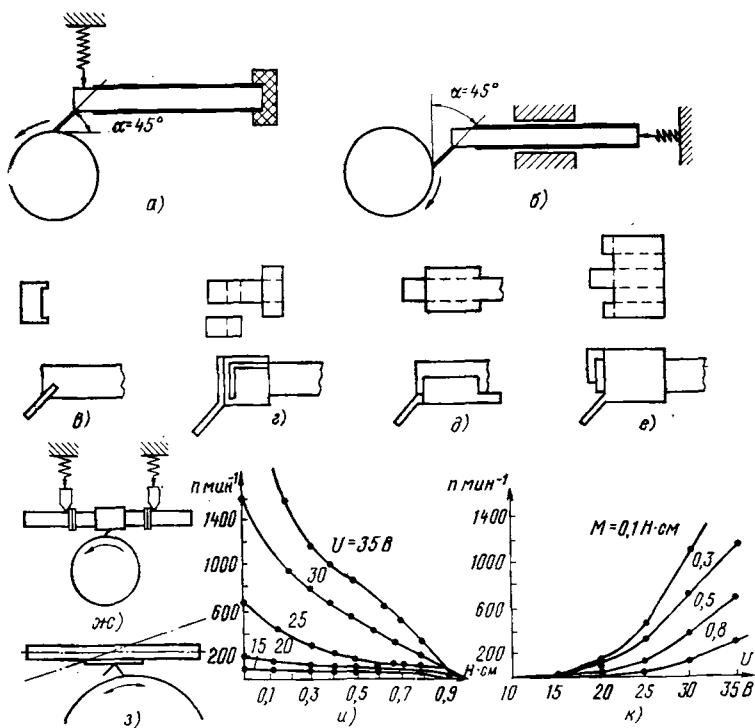 α=45°
а)
α=45°
б)
в)
г)
д)
е)
ж)
з)
n мин⁻¹
1400
1000
600
200
U=35В
30
25
20
15
0,1 0,3 0,5 0,7 0,9
Н·см
и)
n мин⁻¹
1400
1000
600
200
M=0,1 Н·см
0,3
0,5
0,8
U
10 15 20 25 30 35В
к)